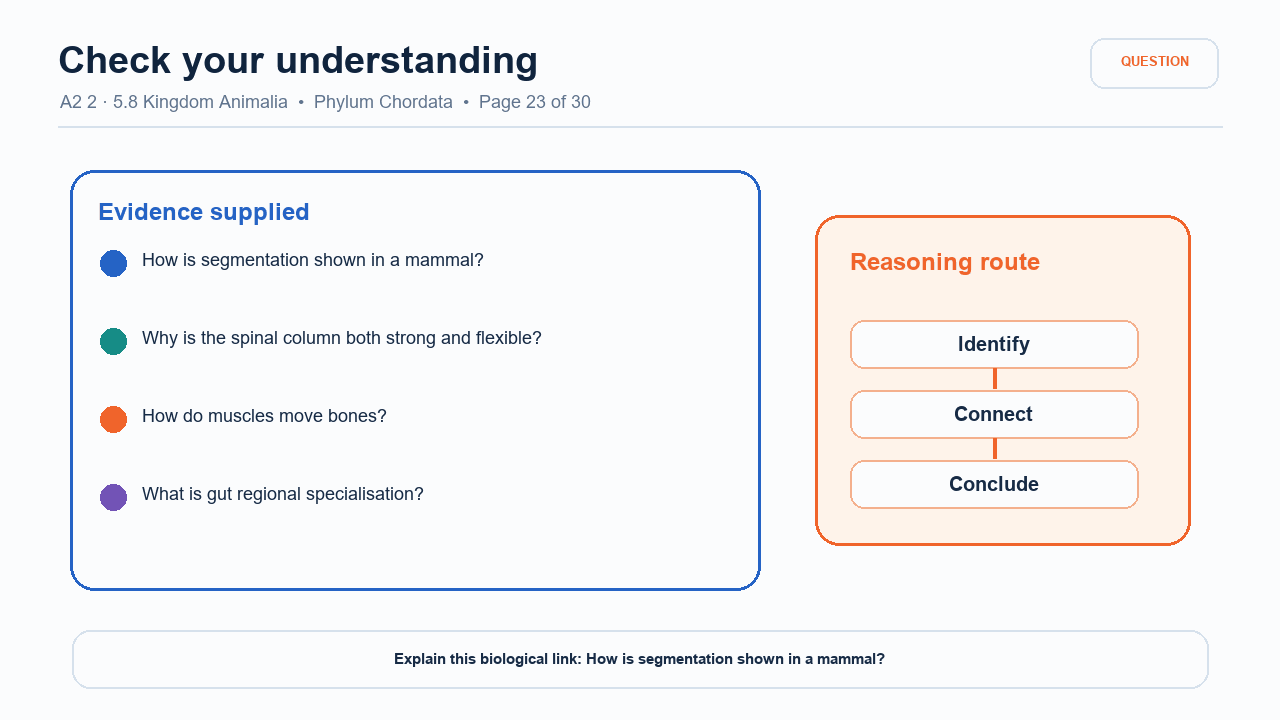 Check your understanding
QUESTION
A2 2 · 5.8 Kingdom Animalia • Phylum Chordata • Page 23 of 30
Evidence supplied
How is segmentation shown in a mammal?
Why is the spinal column both strong and flexible?
How do muscles move bones?
What is gut regional specialisation?
Reasoning route
Identify
Connect
Conclude
Explain this biological link: How is segmentation shown in a mammal?